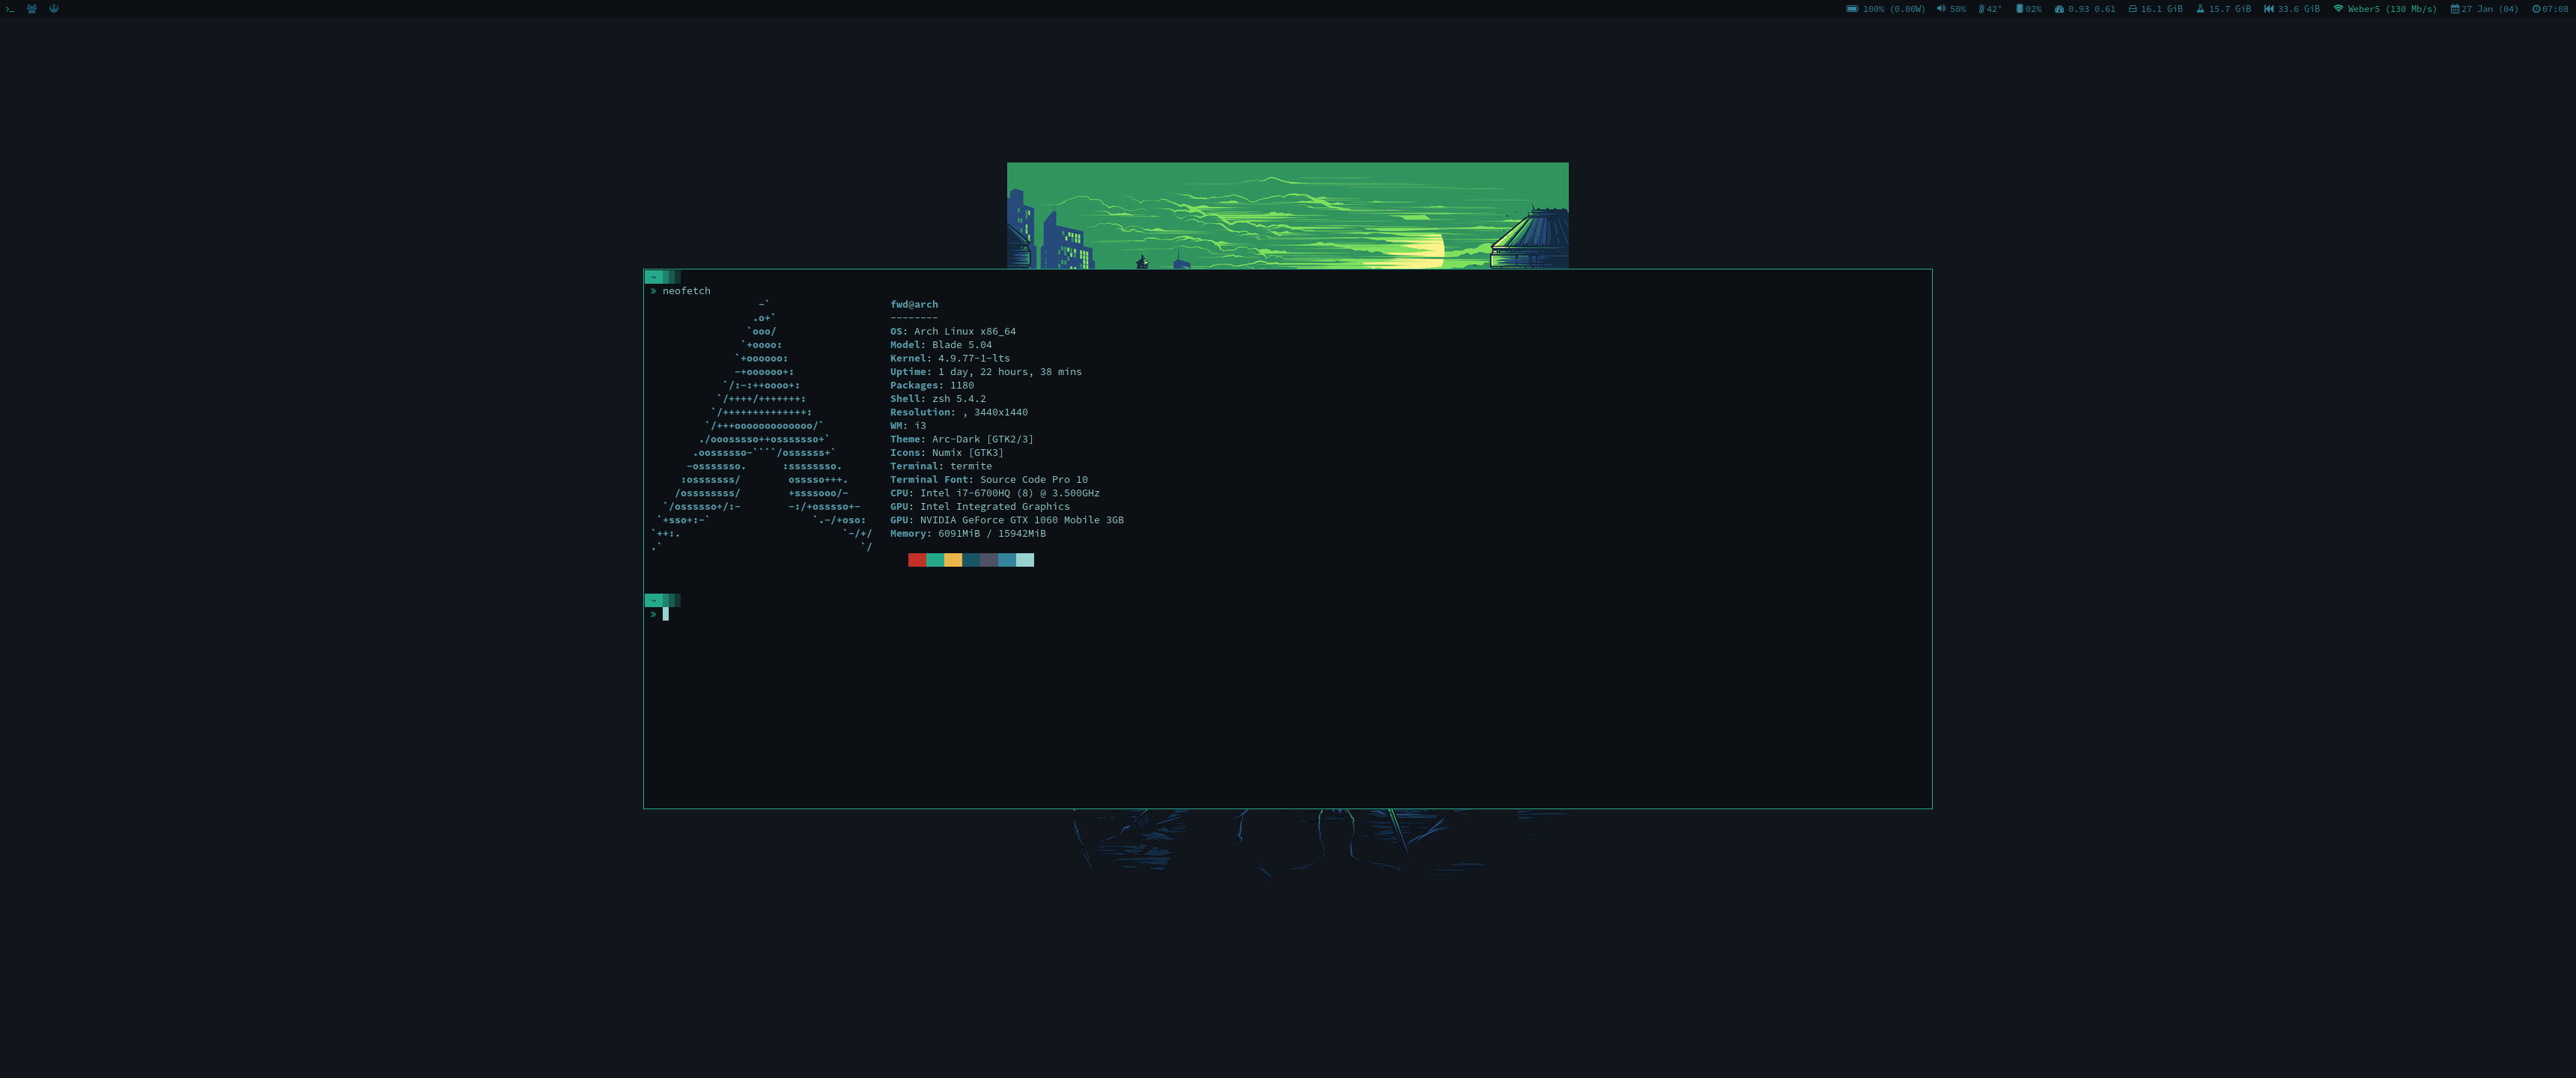 >_ 100% (0.00W) 50% 42° 02% 0.93 0.61 16.1 GiB 15.7 GiB 33.6 GiB Weber5 (130 Mb/s) 27 Jan (04) 07:08
~
» neofetch
-` fwd@arch
.o+` --------
`ooo/ OS: Arch Linux x86_64
`+oooo: Model: Blade 5.04
`+oooooo: Kernel: 4.9.77-1-lts
-+oooooo+: Uptime: 1 day, 22 hours, 38 mins
`/:-:++oooo+: Packages: 1180
`/++++/+++++++: Shell: zsh 5.4.2
`/++++++++++++++: Resolution: , 3440x1440
`/+++ooooooooooooo/` WM: i3
./ooosssso++osssssso+` Theme: Arc-Dark [GTK2/3]
.oossssso-````/ossssss+` Icons: Numix [GTK3]
-osssssso. :ssssssso. Terminal: termite
:osssssss/ osssso+++. Terminal Font: Source Code Pro 10
/ossssssss/ +ssssooo/- CPU: Intel i7-6700HQ (8) @ 3.500GHz
`/ossssso+/:- -:/+osssso+- GPU: Intel Integrated Graphics
`+sso+:-` `.-/+oso: GPU: NVIDIA GeForce GTX 1060 Mobile 3GB
`++:. `-/+/ Memory: 6091MiB / 15942MiB
.` `/
~
»